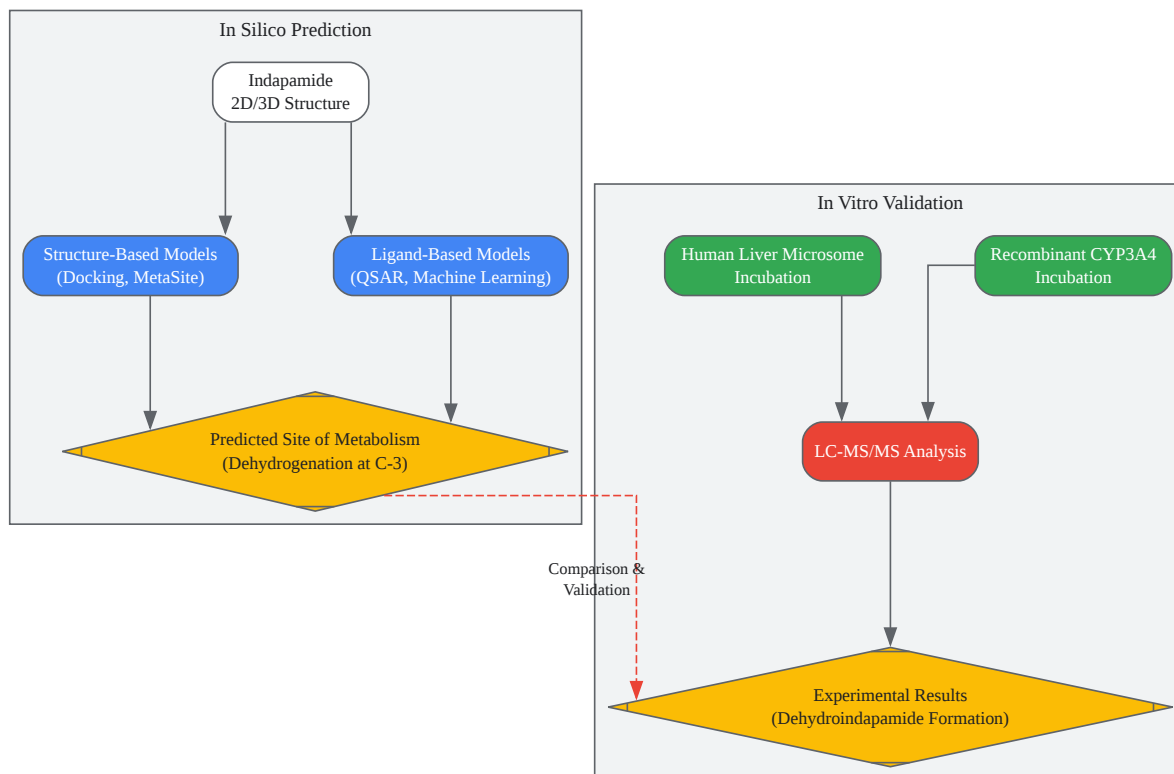 In Silico Prediction
Indapamide
2D/3D Structure
Structure-Based Models
(Docking, MetaSite)
Ligand-Based Models
(QSAR, Machine Learning)
Predicted Site of Metabolism
(Dehydrogenation at C-3)
Comparison &
Validation
In Vitro Validation
Human Liver Microsome
Incubation
Recombinant CYP3A4
Incubation
LC-MS/MS Analysis
Experimental Results
(Dehydroindapamide Formation)